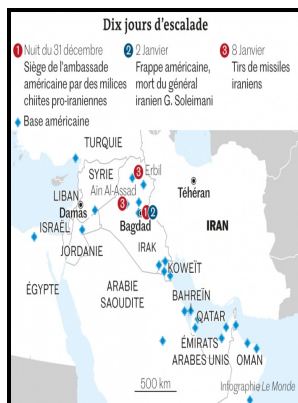 Dix jours d'escalade
1 Nuit du 31 décembre
Siège de l'ambassade
américaine par des milices
chiites pro-iraniennes
2 2 Janvier
Frappe américaine,
mort du général
iranien G. Soleimani
3 8 Janvier
Tirs de missiles
iraniens
Base américaine
TURQUIE
SYRIE
3 Erbil
Aïn Al-Assad
3
LIBAN
Damas
Téhéran
1 2
Bagdad
ISRAËL
IRAN
IRAK
JORDANIE
KOWEÏT
ÉGYPTE
ARABIE
SAOUDITE
BAHREÏN
QATAR
ÉMIRATS
ARABES UNIS
OMAN
500 km
Infographie Le Monde